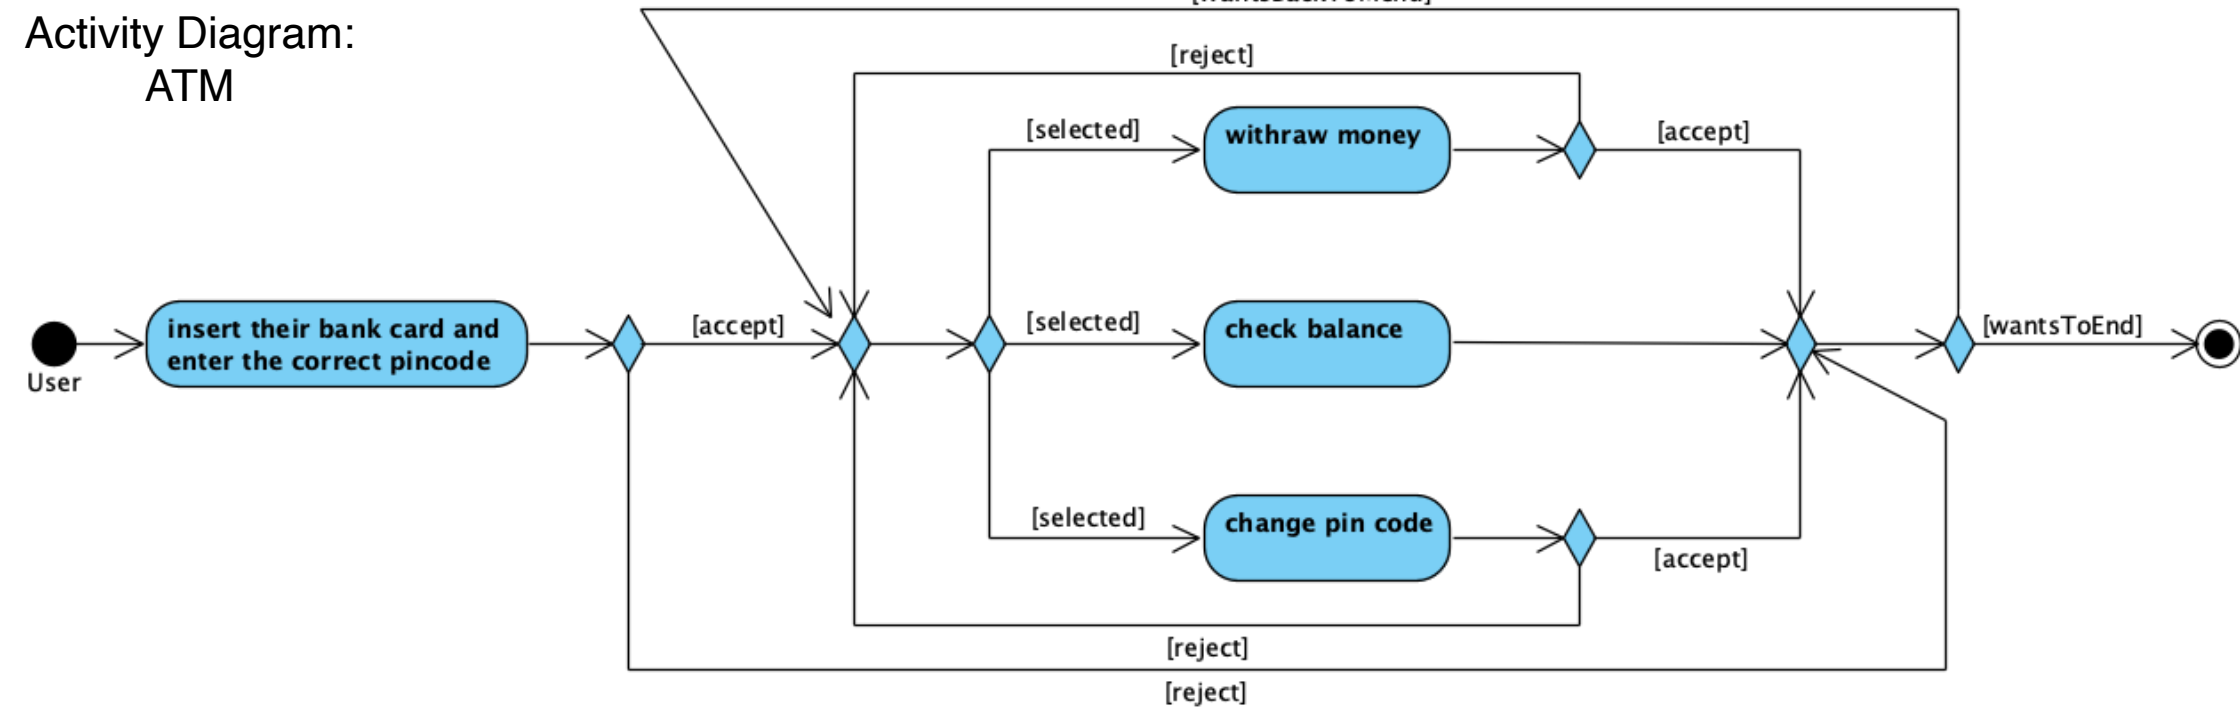 Activity Diagram:
ATM
[reject]
[selected]
withraw money
[accept]
User
insert their bank card and
enter the correct pincode
[accept]
[selected]
check balance
[wantsToEnd]
[selected]
change pin code
[accept]
[reject]
[reject]